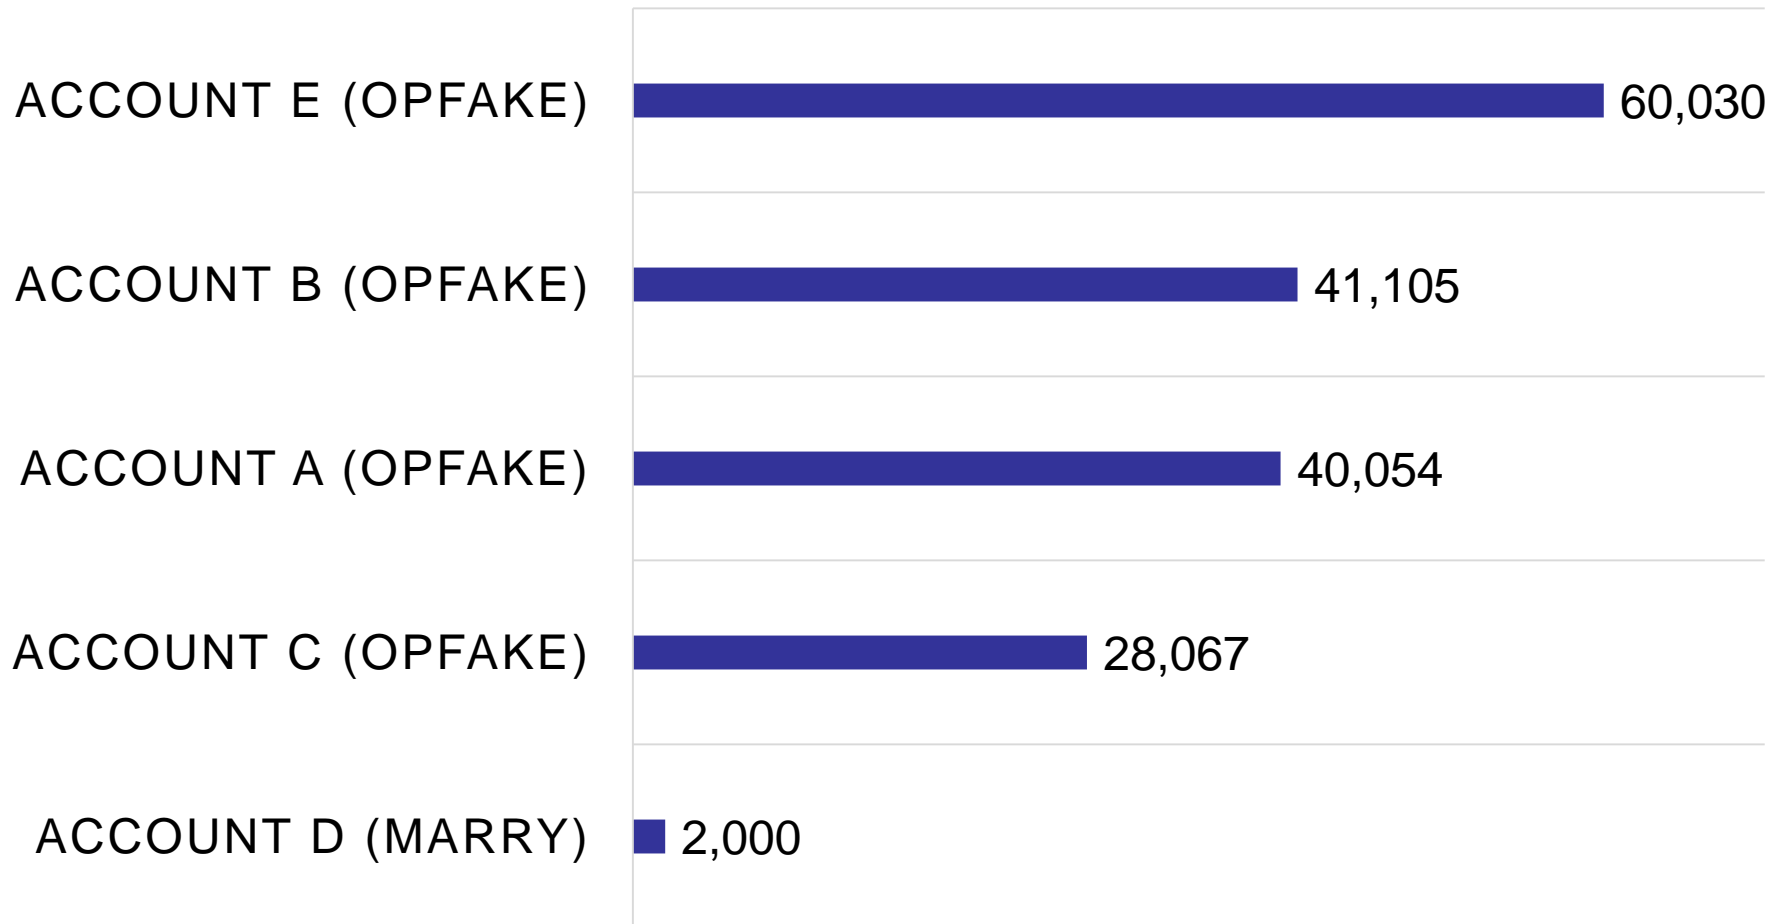 ACCOUNT E (OPFAKE) 60,030
ACCOUNT B (OPFAKE) 41,105
ACCOUNT A (OPFAKE) 40,054
ACCOUNT C (OPFAKE) 28,067
ACCOUNT D (MARRY) 2,000